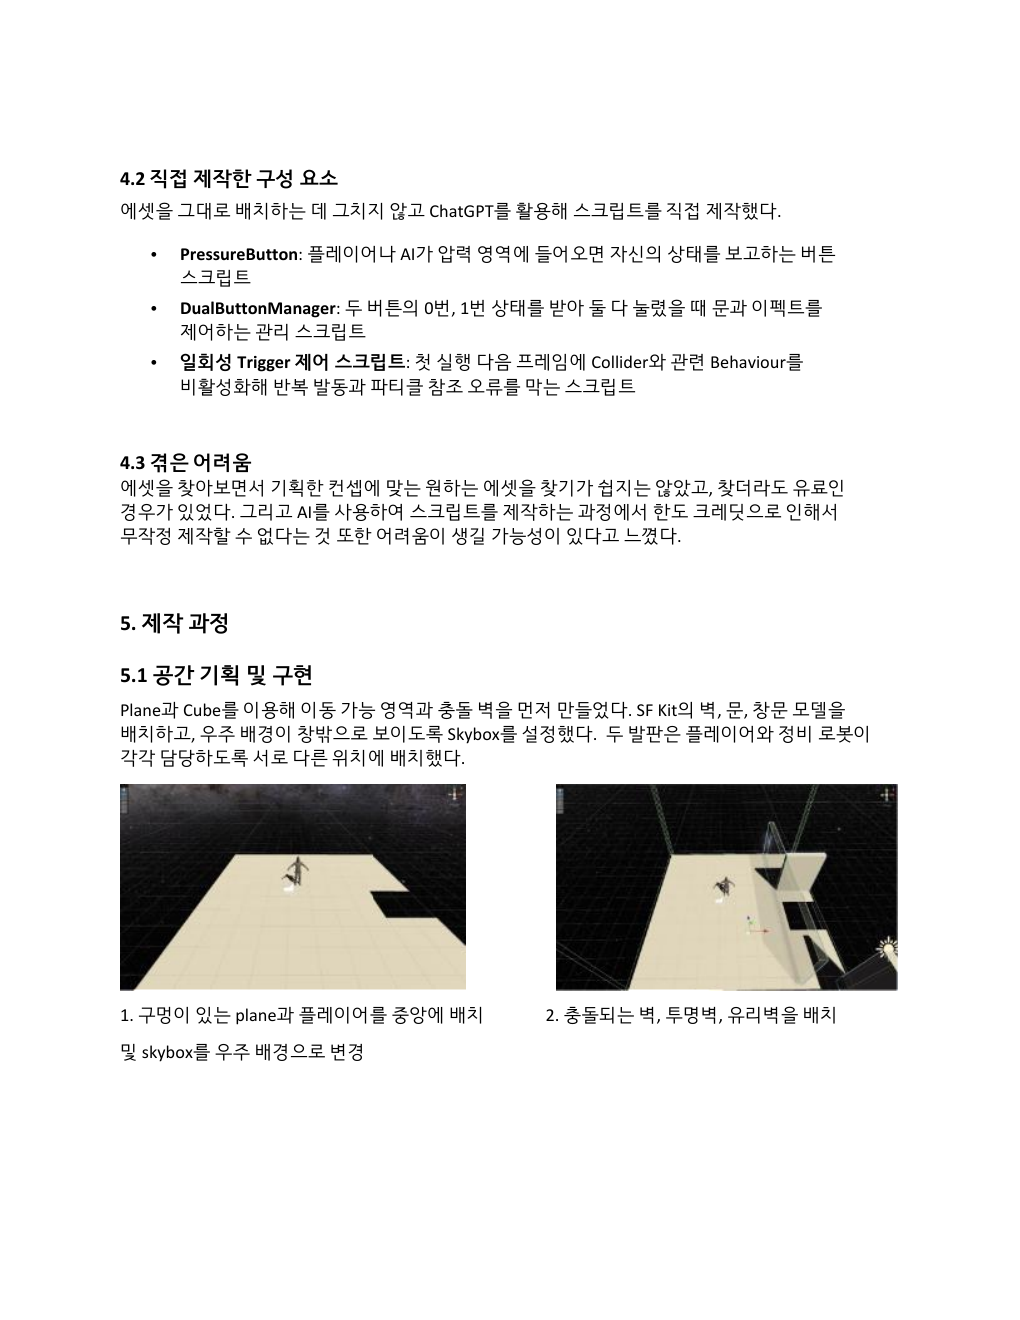 4.2 직접 제작한 구성 요소
에셋을 그대로 배치하는 데 그치지 않고 ChatGPT를 활용해 스크립트를 직접 제작했다.
• PressureButton: 플레이어나 AI가 압력 영역에 들어오면 자신의 상태를 보고하는 버튼
스크립트
• DualButtonManager: 두 버튼의 0번, 1번 상태를 받아 둘 다 눌렸을 때 문과 이펙트를
제어하는 관리 스크립트
• 일회성 Trigger 제어 스크립트: 첫 실행 다음 프레임에 Collider와 관련 Behaviour를
비활성화해 반복 발동과 파티클 참조 오류를 막는 스크립트
4.3 겪은 어려움
에셋을 찾아보면서 기획한 컨셉에 맞는 원하는 에셋을 찾기가 쉽지는 않았고, 찾더라도 유료인
경우가 있었다. 그리고 AI를 사용하여 스크립트를 제작하는 과정에서 한도 크레딧으로 인해서
무작정 제작할 수 없다는 것 또한 어려움이 생길 가능성이 있다고 느꼈다.
5. 제작 과정
5.1 공간 기획 및 구현
Plane과 Cube를 이용해 이동 가능 영역과 충돌 벽을 먼저 만들었다. SF Kit의 벽, 문, 창문 모델을
배치하고, 우주 배경이 창밖으로 보이도록 Skybox를 설정했다. 두 발판은 플레이어와 정비 로봇이
각각 담당하도록 서로 다른 위치에 배치했다.
1. 구멍이 있는 plane과 플레이어를 중앙에 배치
2. 충돌되는 벽, 투명벽, 유리벽을 배치
및 skybox를 우주 배경으로 변경